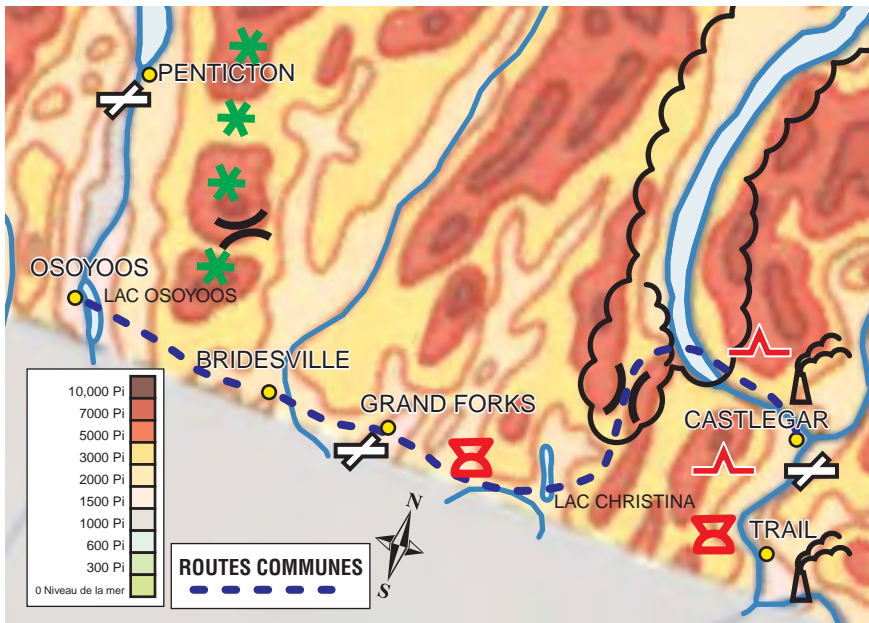 PENTICTON
OSOYOOS
LAC OSOYOOS
BRIDESVILLE
GRAND FORKS
CASTLEGAR
LAC CHRISTINA
TRAIL
10,000 Pi
7000 Pi
5000 Pi
3000 Pi
2000 Pi
1500 Pi
1000 Pi
600 Pi
300 Pi
0 Niveau de la mer
ROUTES COMMUNES
N
S